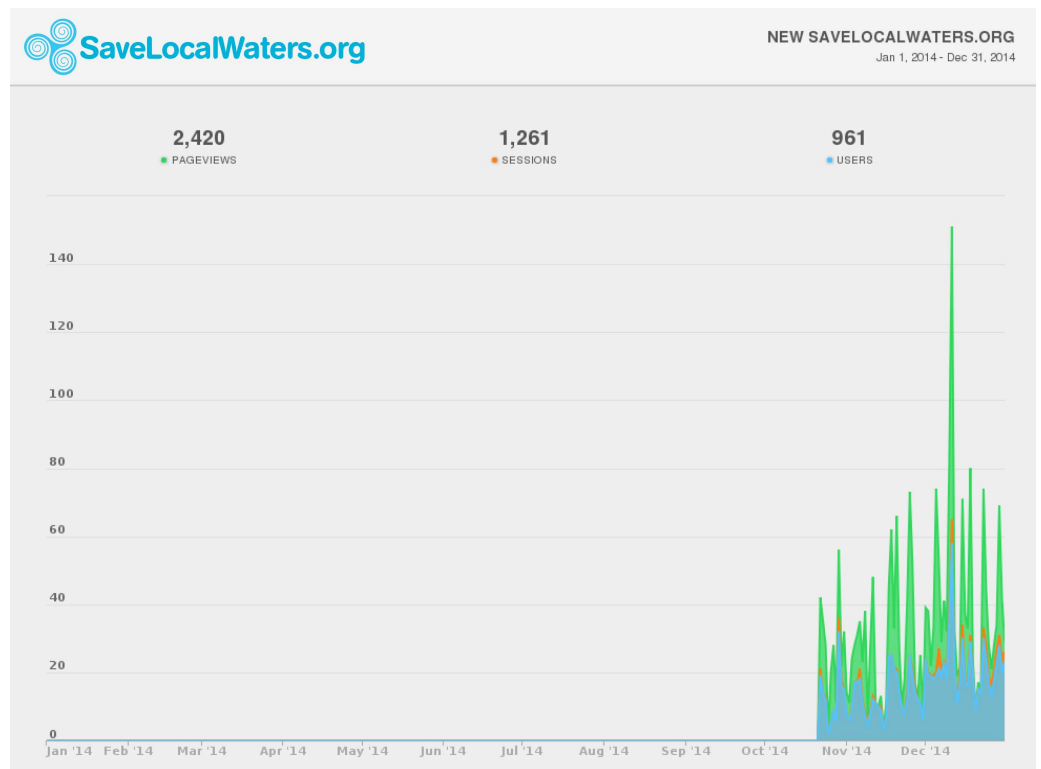 SaveLocalWaters.org
NEW SAVELOCALWATERS.ORG
Jan 1, 2014 - Dec 31, 2014
2,420
PAGEVIEWS
1,261
SESSIONS
961
USERS
140
120
100
80
60
40
20
0
Jan '14 Feb '14 Mar '14 Apr '14 May '14 Jun '14 Jul '14 Aug '14 Sep '14 Oct '14 Nov '14 Dec '14